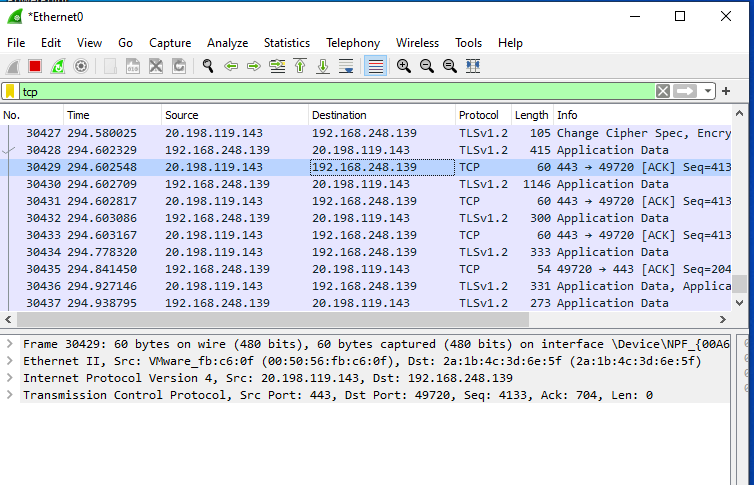 *Ethernet0
File Edit View Go Capture Analyze Statistics Telephony Wireless Tools Help
tcp
No. Time Source Destination Protocol Length Info
30427 294.580025 20.198.119.143 192.168.248.139 TLSv1.2 105 Change Cipher Spec, Encry
30428 294.602329 192.168.248.139 20.198.119.143 TLSv1.2 415 Application Data
30429 294.602548 20.198.119.143 192.168.248.139 TCP 60 443 → 49720 [ACK] Seq=413
30430 294.602709 192.168.248.139 20.198.119.143 TLSv1.2 1146 Application Data
30431 294.602817 20.198.119.143 192.168.248.139 TCP 60 443 → 49720 [ACK] Seq=413
30432 294.603086 192.168.248.139 20.198.119.143 TLSv1.2 300 Application Data
30433 294.603167 20.198.119.143 192.168.248.139 TCP 60 443 → 49720 [ACK] Seq=413
30434 294.778320 20.198.119.143 192.168.248.139 TLSv1.2 333 Application Data
30435 294.841450 192.168.248.139 20.198.119.143 TCP 54 49720 → 443 [ACK] Seq=204
30436 294.927146 192.168.248.139 20.198.119.143 TLSv1.2 331 Application Data, Applica
30437 294.938795 192.168.248.139 20.198.119.143 TLSv1.2 273 Application Data
Frame 30429: 60 bytes on wire (480 bits), 60 bytes captured (480 bits) on interface \Device\NPF_{00A6
Ethernet II, Src: VMware_fb:c6:0f (00:50:56:fb:c6:0f), Dst: 2a:1b:4c:3d:6e:5f (2a:1b:4c:3d:6e:5f)
Internet Protocol Version 4, Src: 20.198.119.143, Dst: 192.168.248.139
Transmission Control Protocol, Src Port: 443, Dst Port: 49720, Seq: 4133, Ack: 704, Len: 0